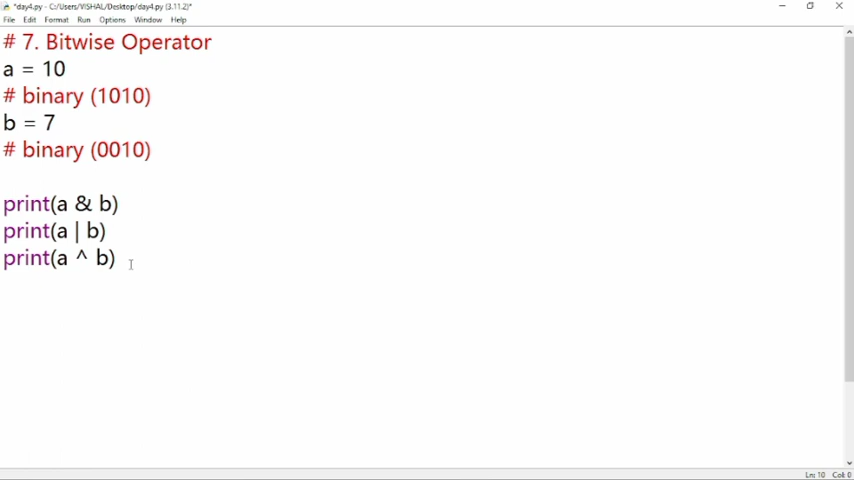 *day4.py - C:/Users/VISHAL/Desktop/day4.py (3.11.2)*
File Edit Format Run Options Window Help
# 7. Bitwise Operator
a = 10
# binary (1010)
b = 7
# binary (0010)
print(a & b)
print(a | b)
print(a ^ b)
Ln: 10 Col: 0